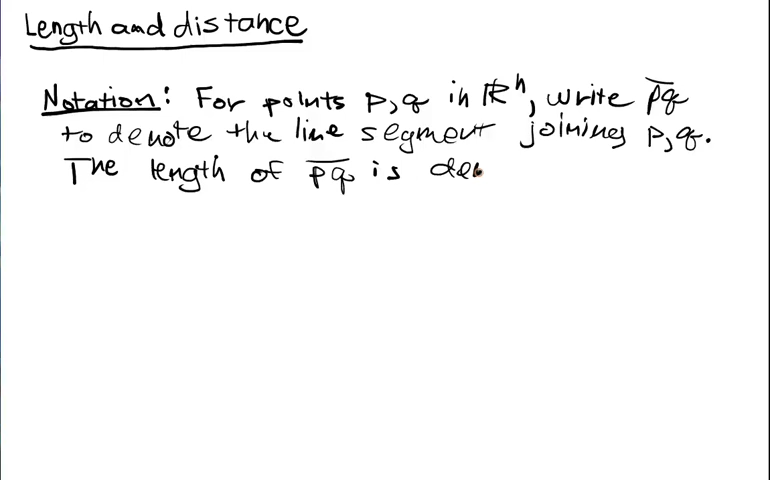 Length and distance
Notation: For points p,q in ℝⁿ, write p̅q̅
to denote the line segment joining p,q.
The length of p̅q̅ is den